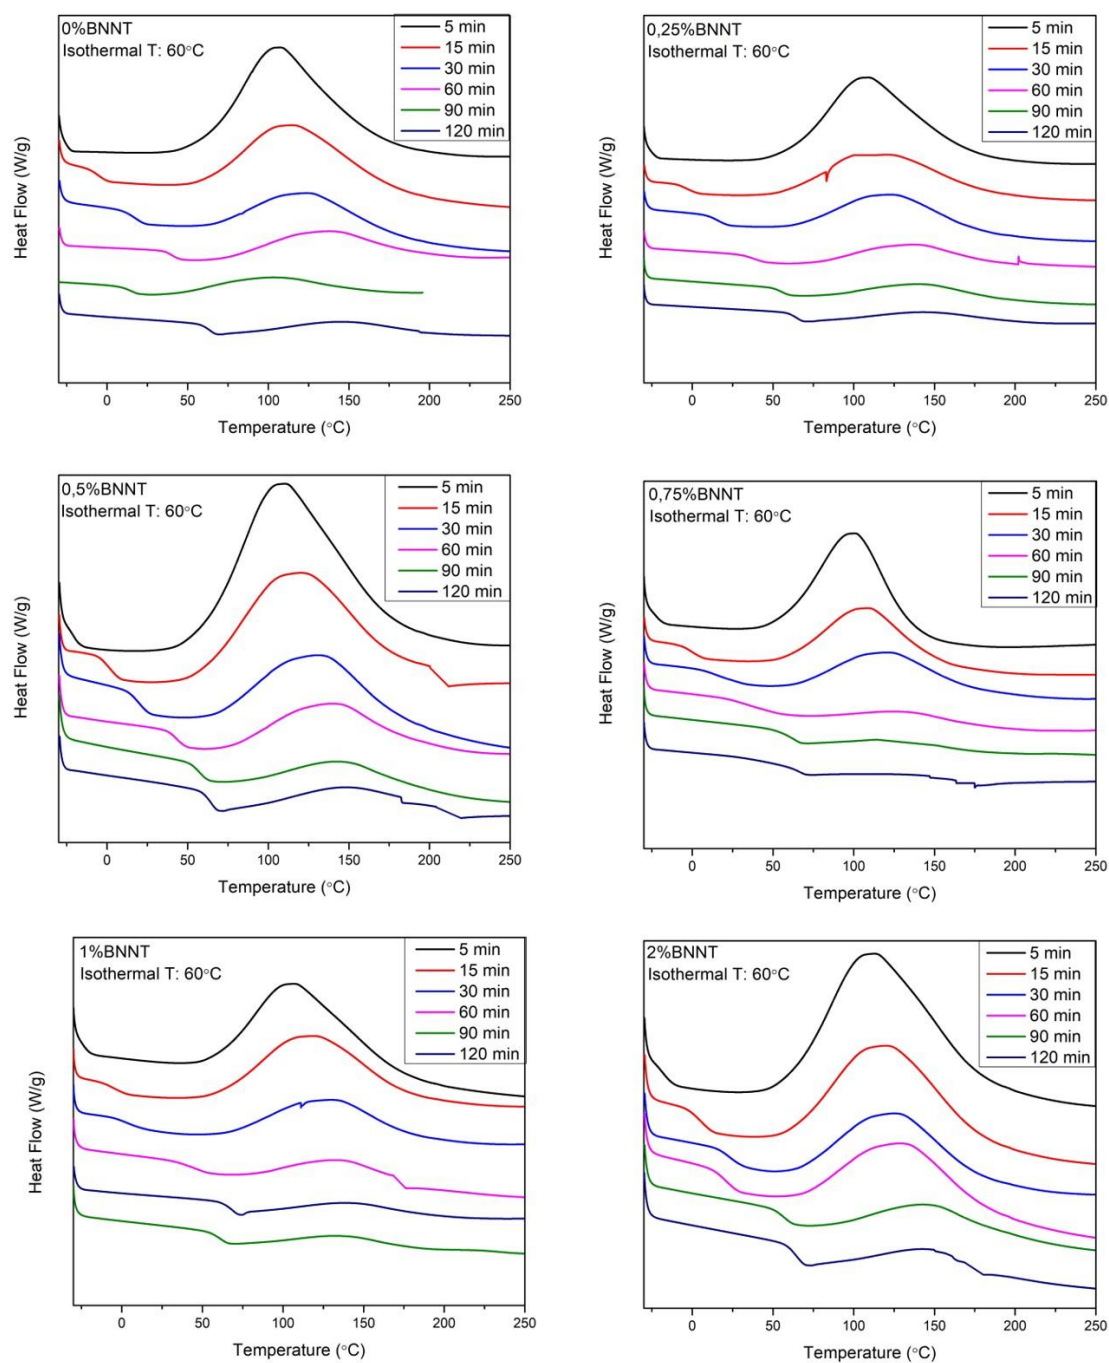 0%BNNT
Isothermal T: 60°C
5 min
15 min
30 min
60 min
90 min
120 min
Heat Flow (W/g)
0 50 100 150 200 250
Temperature (°C)
0,25%BNNT
Isothermal T: 60°C
5 min
15 min
30 min
60 min
90 min
120 min
Heat Flow (W/g)
0 50 100 150 200 250
Temperature (°C)
0,5%BNNT
Isothermal T: 60°C
5 min
15 min
30 min
60 min
90 min
120 min
Heat Flow (W/g)
0 50 100 150 200 250
Temperature (°C)
0,75%BNNT
Isothermal T: 60°C
5 min
15 min
30 min
60 min
90 min
120 min
Heat Flow (W/g)
0 50 100 150 200 250
Temperature (°C)
1%BNNT
Isothermal T: 60°C
5 min
15 min
30 min
60 min
90 min
120 min
Heat Flow (W/g)
0 50 100 150 200 250
Temperature (°C)
2%BNNT
Isothermal T: 60°C
5 min
15 min
30 min
60 min
90 min
120 min
Heat Flow (W/g)
0 50 100 150 200 250
Temperature (°C)